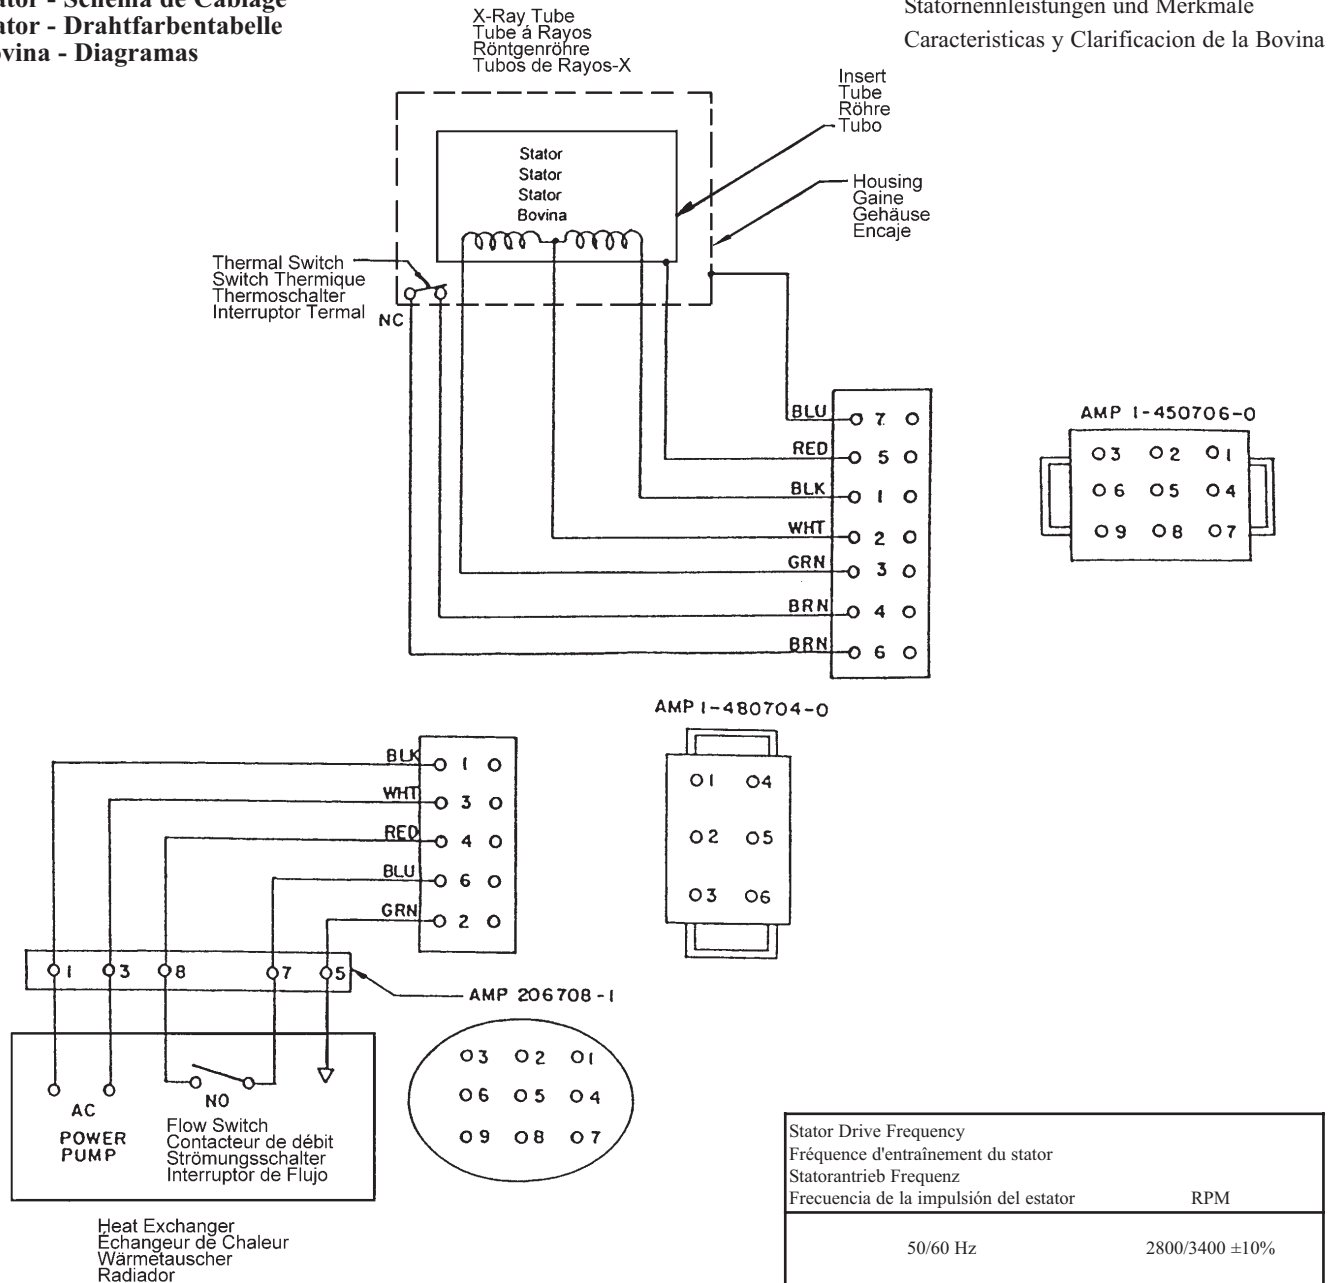 ator - Schema de Cablage
ator - Drahtfarbentabelle
ovina - Diagramas
Statornennleistungen und Merkmale
Caracteristicas y Clarificacion de la Bovina
X-Ray Tube
Tube á Rayos
Röntgenröhre
Tubos de Rayos-X
Insert
Tube
Röhre
Tubo
Stator
Stator
Stator
Bovina
Housing
Gaine
Gehäuse
Encaje
Thermal Switch
Switch Thermique
Thermoschalter
Interruptor Termal
NC
BLU 7
RED 5
BLK 1
WHT 2
GRN 3
BRN 4
BRN 6
AMP 1-450706-0
3 2 1
6 5 4
9 8 7
AMP 1-480704-0
1 4
2 5
3 6
BLK 1
WHT 3
RED 4
BLU 6
GRN 2
1 3 8 7 5
AMP 206708-1
3 2 1
6 5 4
9 8 7
AC
POWER
PUMP
NO
Flow Switch
Contacteur de débit
Strömungsschalter
Interruptor de Flujo
Heat Exchanger
Échangeur de Chaleur
Wärmetauscher
Radiador
Stator Drive Frequency
Fréquence d'entraînement du stator
Statorantrieb Frequenz
Frecuencia de la impulsión del estator RPM
50/60 Hz 2800/3400 ±10%